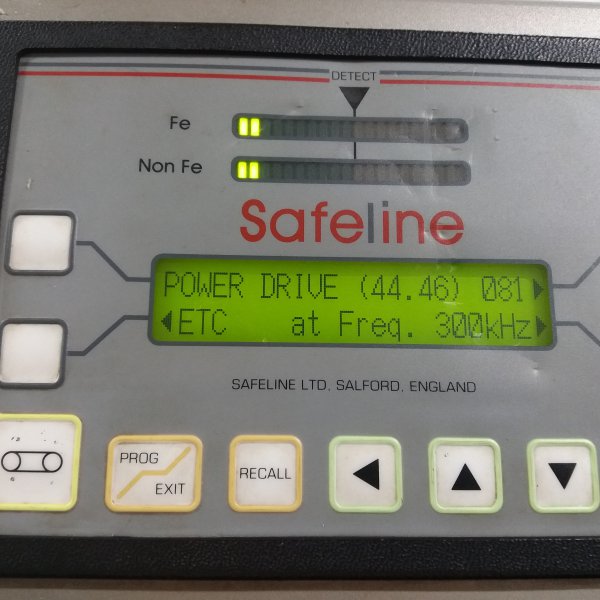 DETECT
Fe
Non Fe
Safeline
POWER DRIVE (44.46) 081
ETC at Freq. 300kHz
SAFELINE LTD, SALFORD, ENGLAND
PROG
EXIT
RECALL